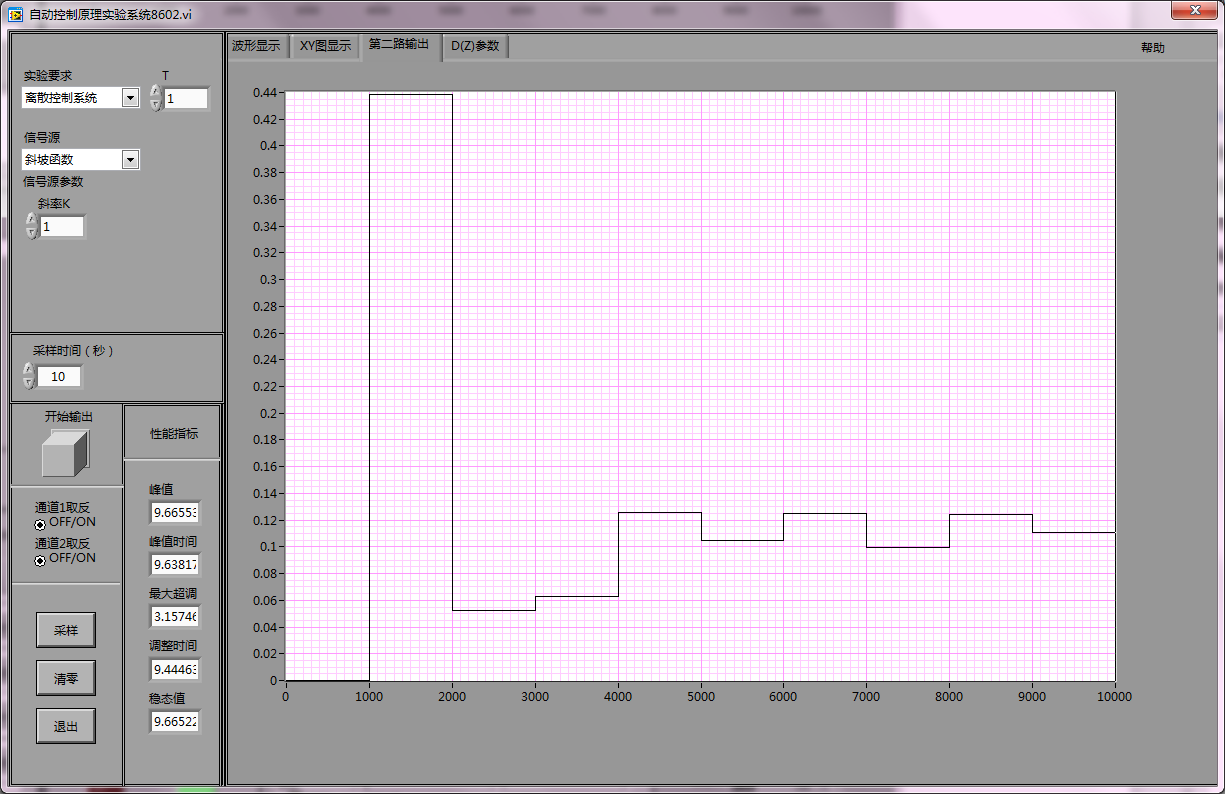 自动控制原理实验系统8602.vi
波形显示 XY图显示 第二路输出 D(Z)参数 帮助
实验要求 T
离散控制系统 1
信号源
斜坡函数
信号源参数
斜率K
1
采样时间（秒）
10
开始输出
性能指标
通道1取反
OFF/ON
通道2取反
OFF/ON
采样
清零
退出
峰值
9.6655
峰值时间
9.63817
最大超调
3.15746
调整时间
9.4446
稳态值
9.66522
0.44
0.42
0.4
0.38
0.36
0.34
0.32
0.3
0.28
0.26
0.24
0.22
0.2
0.18
0.16
0.14
0.12
0.1
0.08
0.06
0.04
0.02
0
0 1000 2000 3000 4000 5000 6000 7000 8000 9000 10000